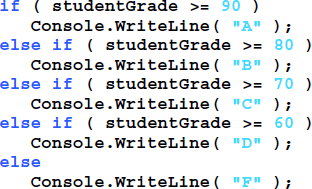 if ( studentGrade >= 90 )
Console.WriteLine( "A" );
else if ( studentGrade >= 80 )
Console.WriteLine( "B" );
else if ( studentGrade >= 70 )
Console.WriteLine( "C" );
else if ( studentGrade >= 60 )
Console.WriteLine( "D" );
else
Console.WriteLine( "F" );